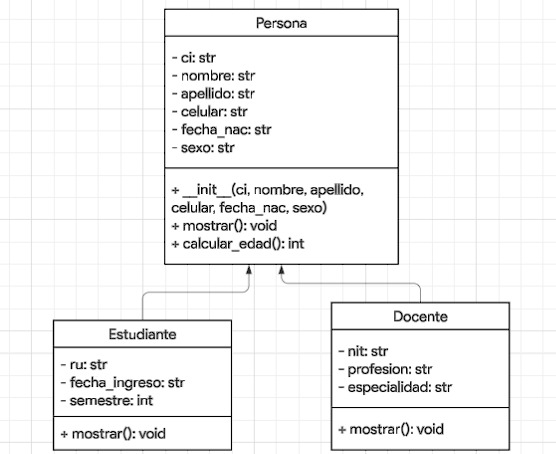 Persona
- ci: str
- nombre: str
- apellido: str
- celular: str
- fecha_nac: str
- sexo: str
+ __init__(ci, nombre, apellido,
celular, fecha_nac, sexo)
+ mostrar(): void
+ calcular_edad(): int
Estudiante
- ru: str
- fecha_ingreso: str
- semestre: int
+ mostrar(): void
Docente
- nit: str
- profesion: str
- especialidad: str
+ mostrar(): void